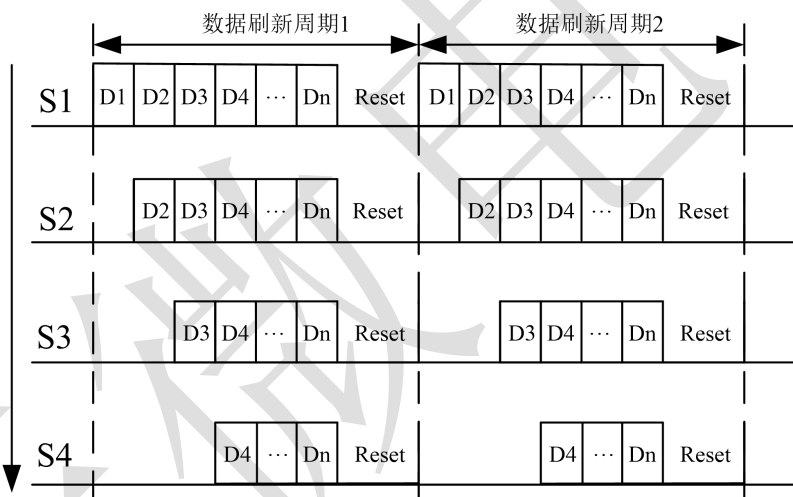 数据刷新周期1 数据刷新周期2
S1 D1 D2 D3 D4 … Dn Reset D1 D2 D3 D4 … Dn Reset
S2 D2 D3 D4 … Dn Reset D2 D3 D4 … Dn Reset
S3 D3 D4 … Dn Reset D3 D4 … Dn Reset
S4 D4 … Dn Reset D4 … Dn Reset
微电